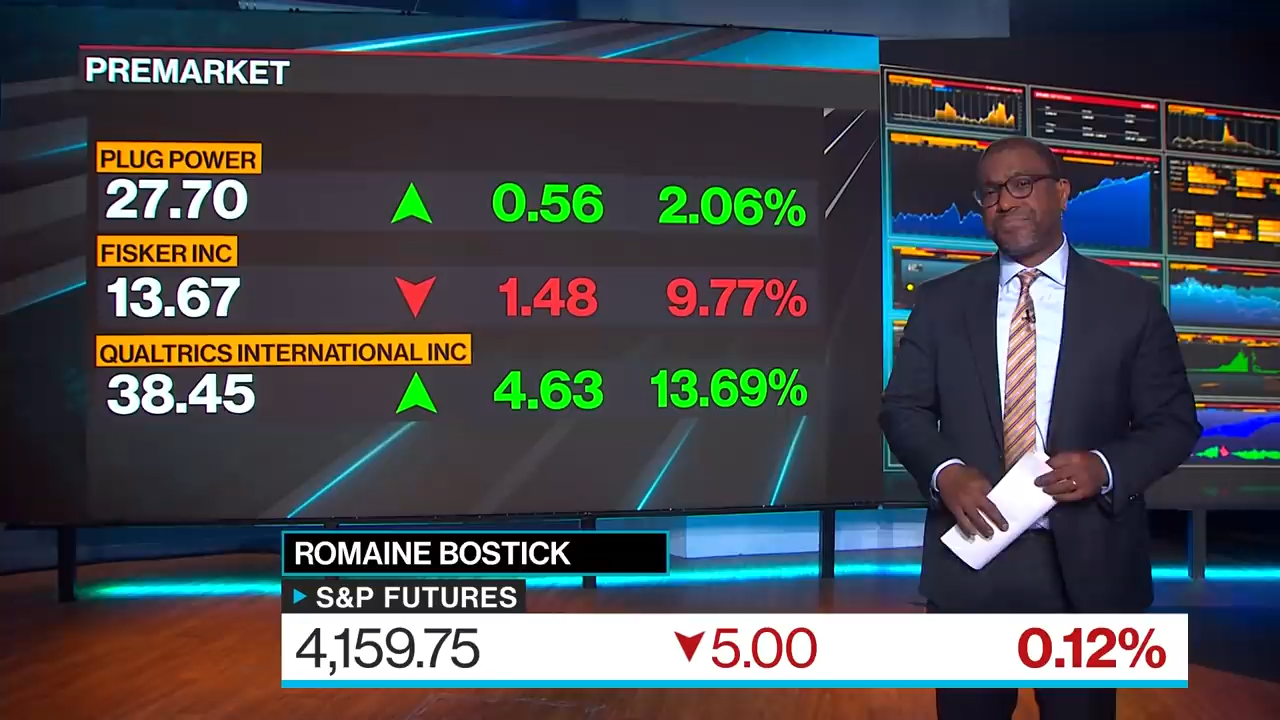 PREMARKET
PLUG POWER
27.70 ▲ 0.56 2.06%
FISKER INC
13.67 ▼ 1.48 9.77%
QUALTRICS INTERNATIONAL INC
38.45 ▲ 4.63 13.69%
ROMAINE BOSTICK
▶ S&P FUTURES
4,159.75 ▼5.00 0.12%